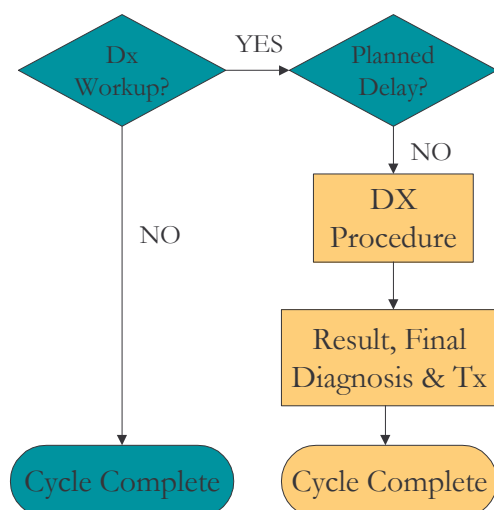 Dx
Workup?
YES
Planned
Delay?
NO
DX
Procedure
NO
Result, Final
Diagnosis & Tx
Cycle Complete
Cycle Complete